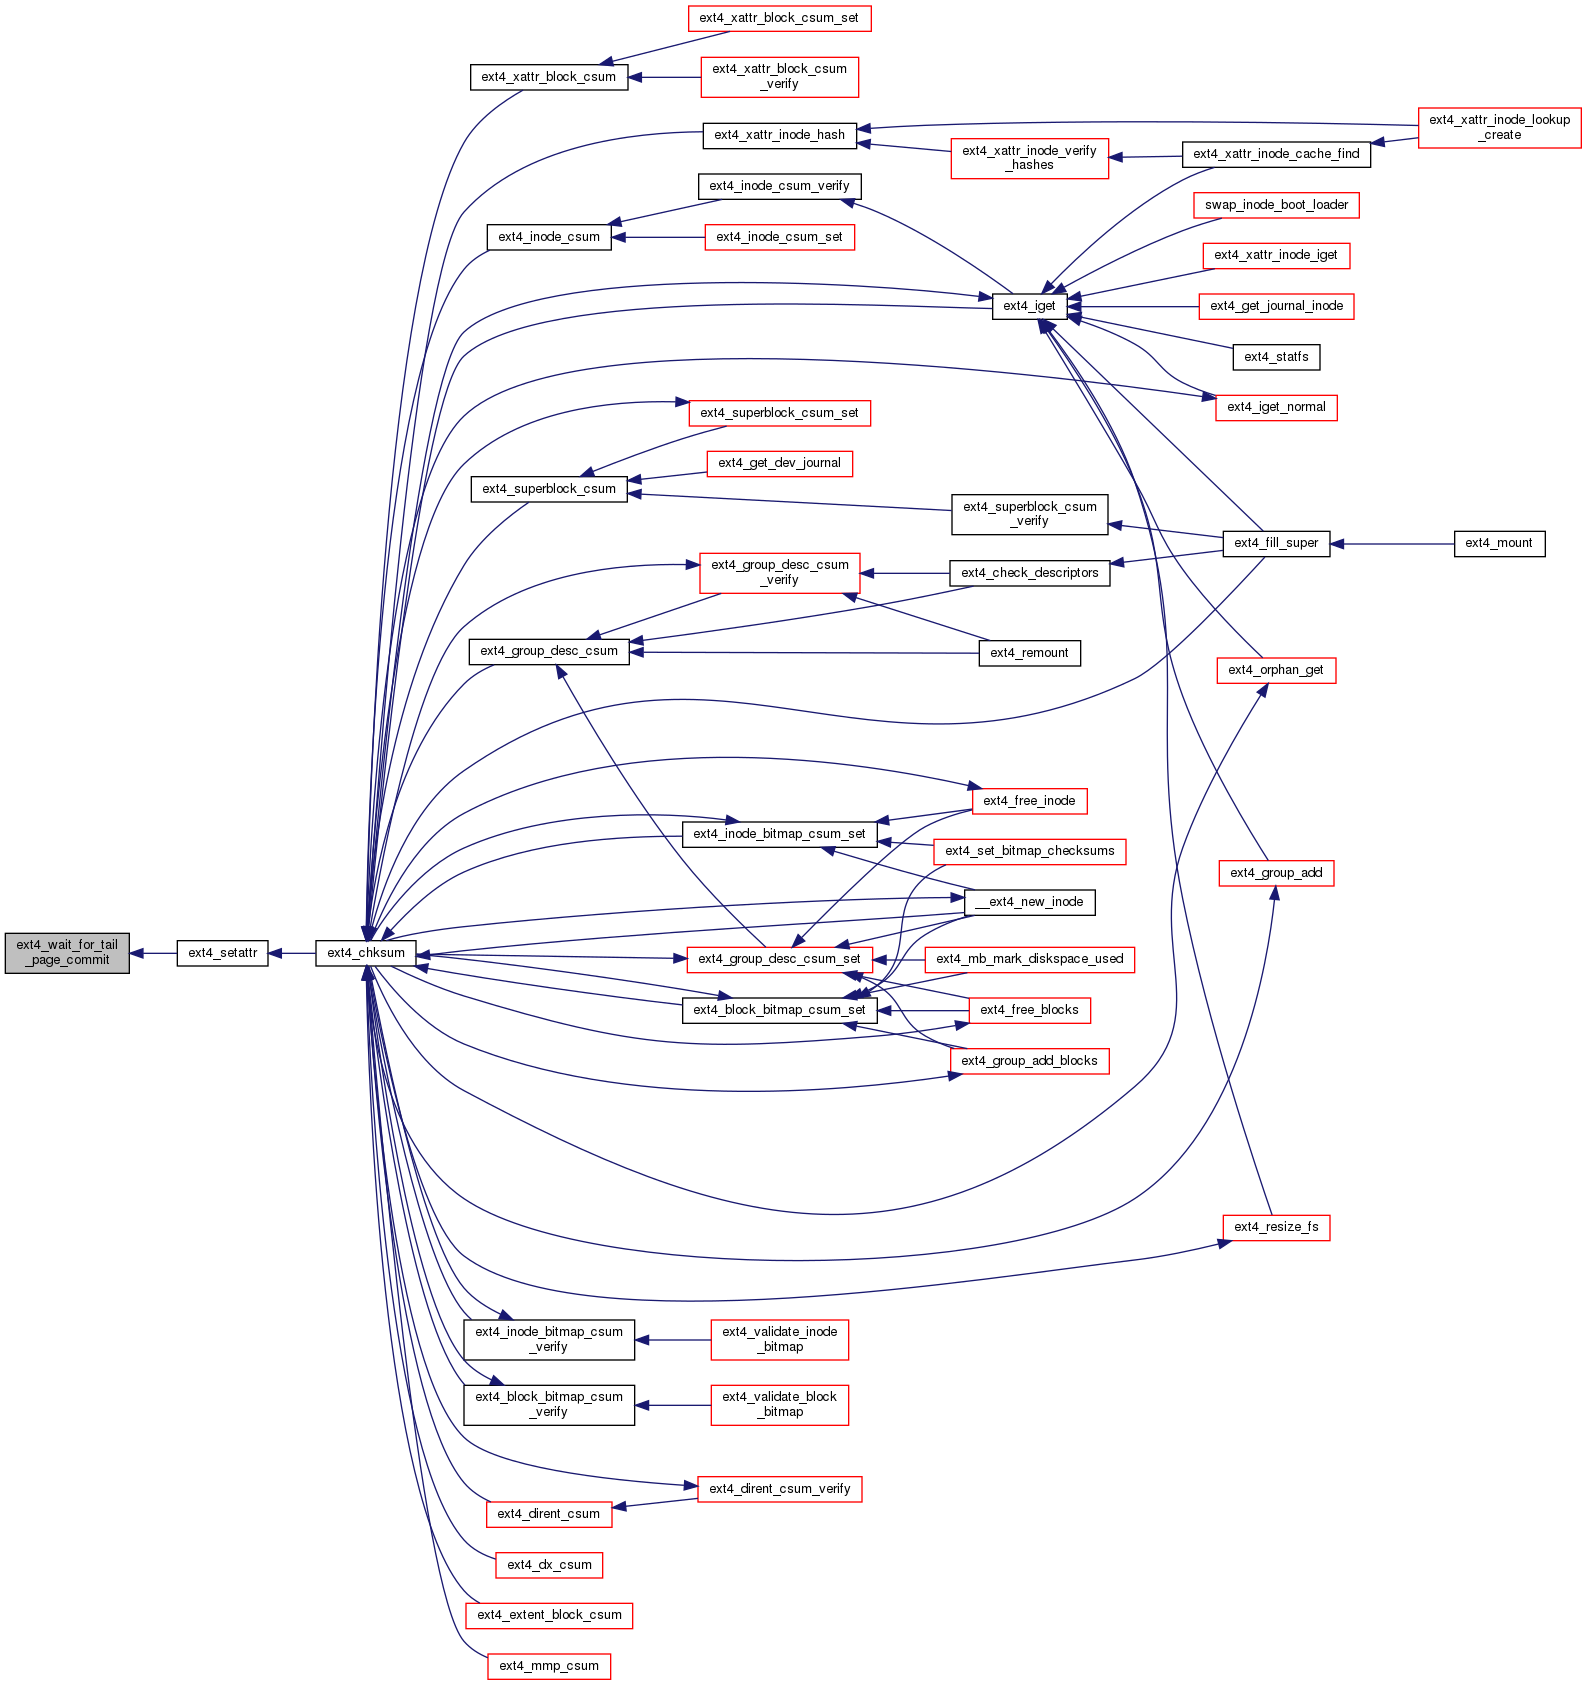 ext4_xattr_block_csum_set
ext4_xattr_block_csum
ext4_xattr_block_csum
_verify
ext4_xattr_inode_hash
ext4_xattr_inode_lookup
_create
ext4_xattr_inode_verify
_hashes
ext4_xattr_inode_cache_find
ext4_inode_csum_verify
swap_inode_boot_loader
ext4_inode_csum
ext4_inode_csum_set
ext4_xattr_inode_iget
ext4_iget
ext4_get_journal_inode
ext4_statfs
ext4_iget_normal
ext4_superblock_csum_set
ext4_get_dev_journal
ext4_superblock_csum
ext4_superblock_csum
_verify
ext4_fill_super
ext4_mount
ext4_group_desc_csum
_verify
ext4_check_descriptors
ext4_group_desc_csum
ext4_remount
ext4_orphan_get
ext4_free_inode
ext4_inode_bitmap_csum_set
ext4_set_bitmap_checksums
ext4_group_add
__ext4_new_inode
ext4_wait_for_tail
_page_commit
ext4_setattr
ext4_chksum
ext4_group_desc_csum_set
ext4_mb_mark_diskspace_used
ext4_block_bitmap_csum_set
ext4_free_blocks
ext4_group_add_blocks
ext4_resize_fs
ext4_inode_bitmap_csum
_verify
ext4_validate_inode
_bitmap
ext4_block_bitmap_csum
_verify
ext4_validate_block
_bitmap
ext4_dirent_csum_verify
ext4_dirent_csum
ext4_dx_csum
ext4_extent_block_csum
ext4_mmp_csum